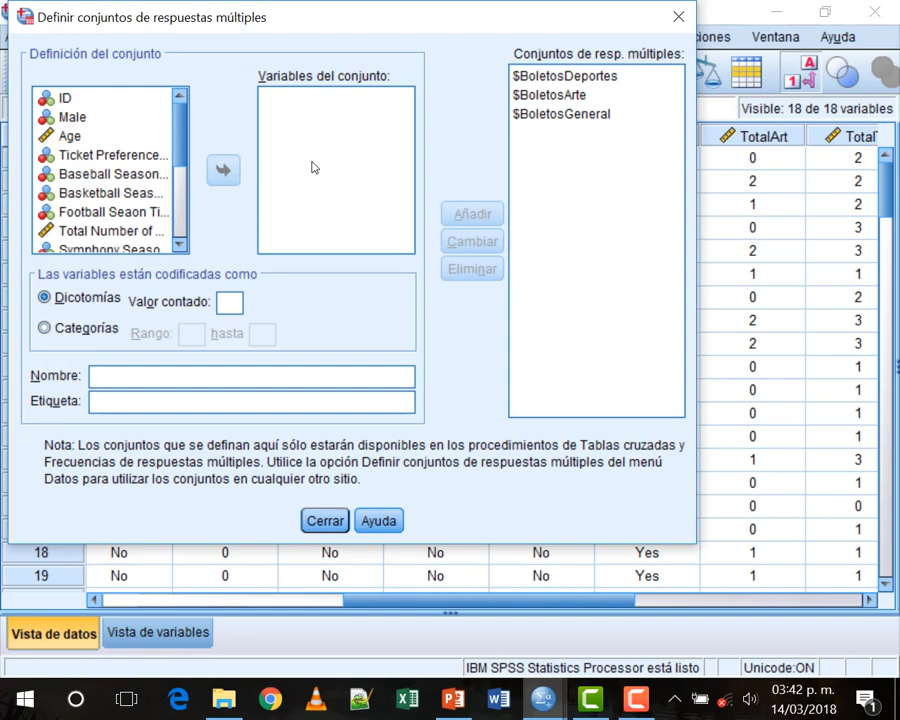 Definir conjuntos de respuestas múltiples
Definición del conjunto
Variables del conjunto:
Conjuntos de resp. múltiples:
ID
Male
Age
Ticket Preference...
Baseball Season...
Basketball Seas...
Football Seaon Ti...
Total Number of ...
Symphony Seaso
$BoletosDeportes
$BoletosArte
$BoletosGeneral
Añadir
Cambiar
Eliminar
Las variables están codificadas como
Dicotomías Valor contado:
Categorías Rango: hasta
Nombre:
Etiqueta:
Nota: Los conjuntos que se definan aquí sólo estarán disponibles en los procedimientos de Tablas cruzadas y
Frecuencias de respuestas múltiples. Utilice la opción Definir conjuntos de respuestas múltiples del menú
Datos para utilizar los conjuntos en cualquier otro sitio.
Cerrar Ayuda
ciones Ventana Ayuda
A
1 4
Visible: 18 de 18 variables
TotalArt Total
0 2
2 2
1 2
0 3
2 3
1 1
0 2
2 3
2 3
0 1
0 1
0 1
0 1
1 3
0 1
0 0
0 1
18 No 0 No No No Yes 1 1
19 No 0 No No No Yes 1 1
Vista de datos Vista de variables
IBM SPSS Statistics Processor está listo Unicode:ON
03:42 p. m.
14/03/2018
1